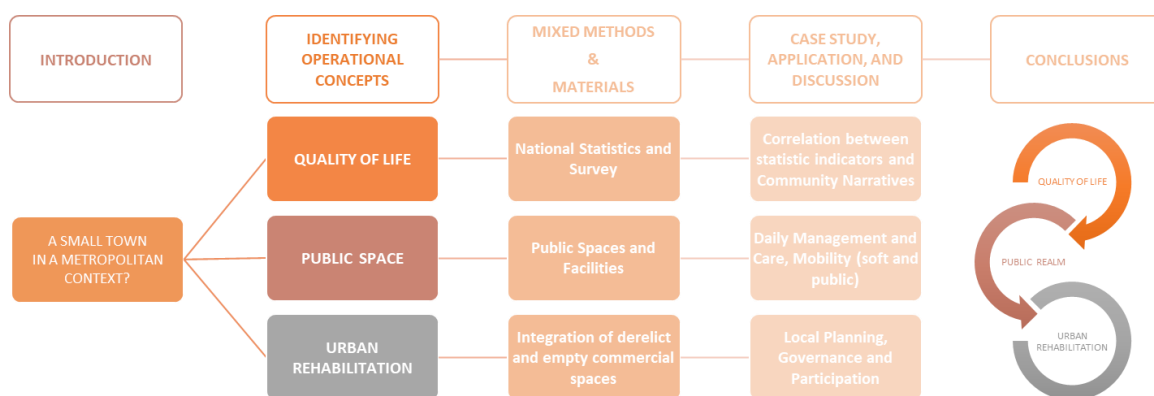 INTRODUCTION
IDENTIFYING
OPERATIONAL
CONCEPTS
MIXED METHODS
&
MATERIALS
CASE STUDY,
APPLICATION, AND
DISCUSSION
CONCLUSIONS
A SMALL TOWN
IN A METROPOLITAN
CONTEXT?
QUALITY OF LIFE
National Statistics and
Survey
Correlation between
statistic indicators and
Community Narratives
PUBLIC SPACE
Public Spaces and
Facilities
Daily Management and
Care, Mobility (soft and
public)
URBAN
REHABILITATION
Integration of derelict
and empty commercial
spaces
Local Planning,
Governance and
Participation
QUALITY OF LIFE
PUBLIC REALM
URBAN
REHABILITATION